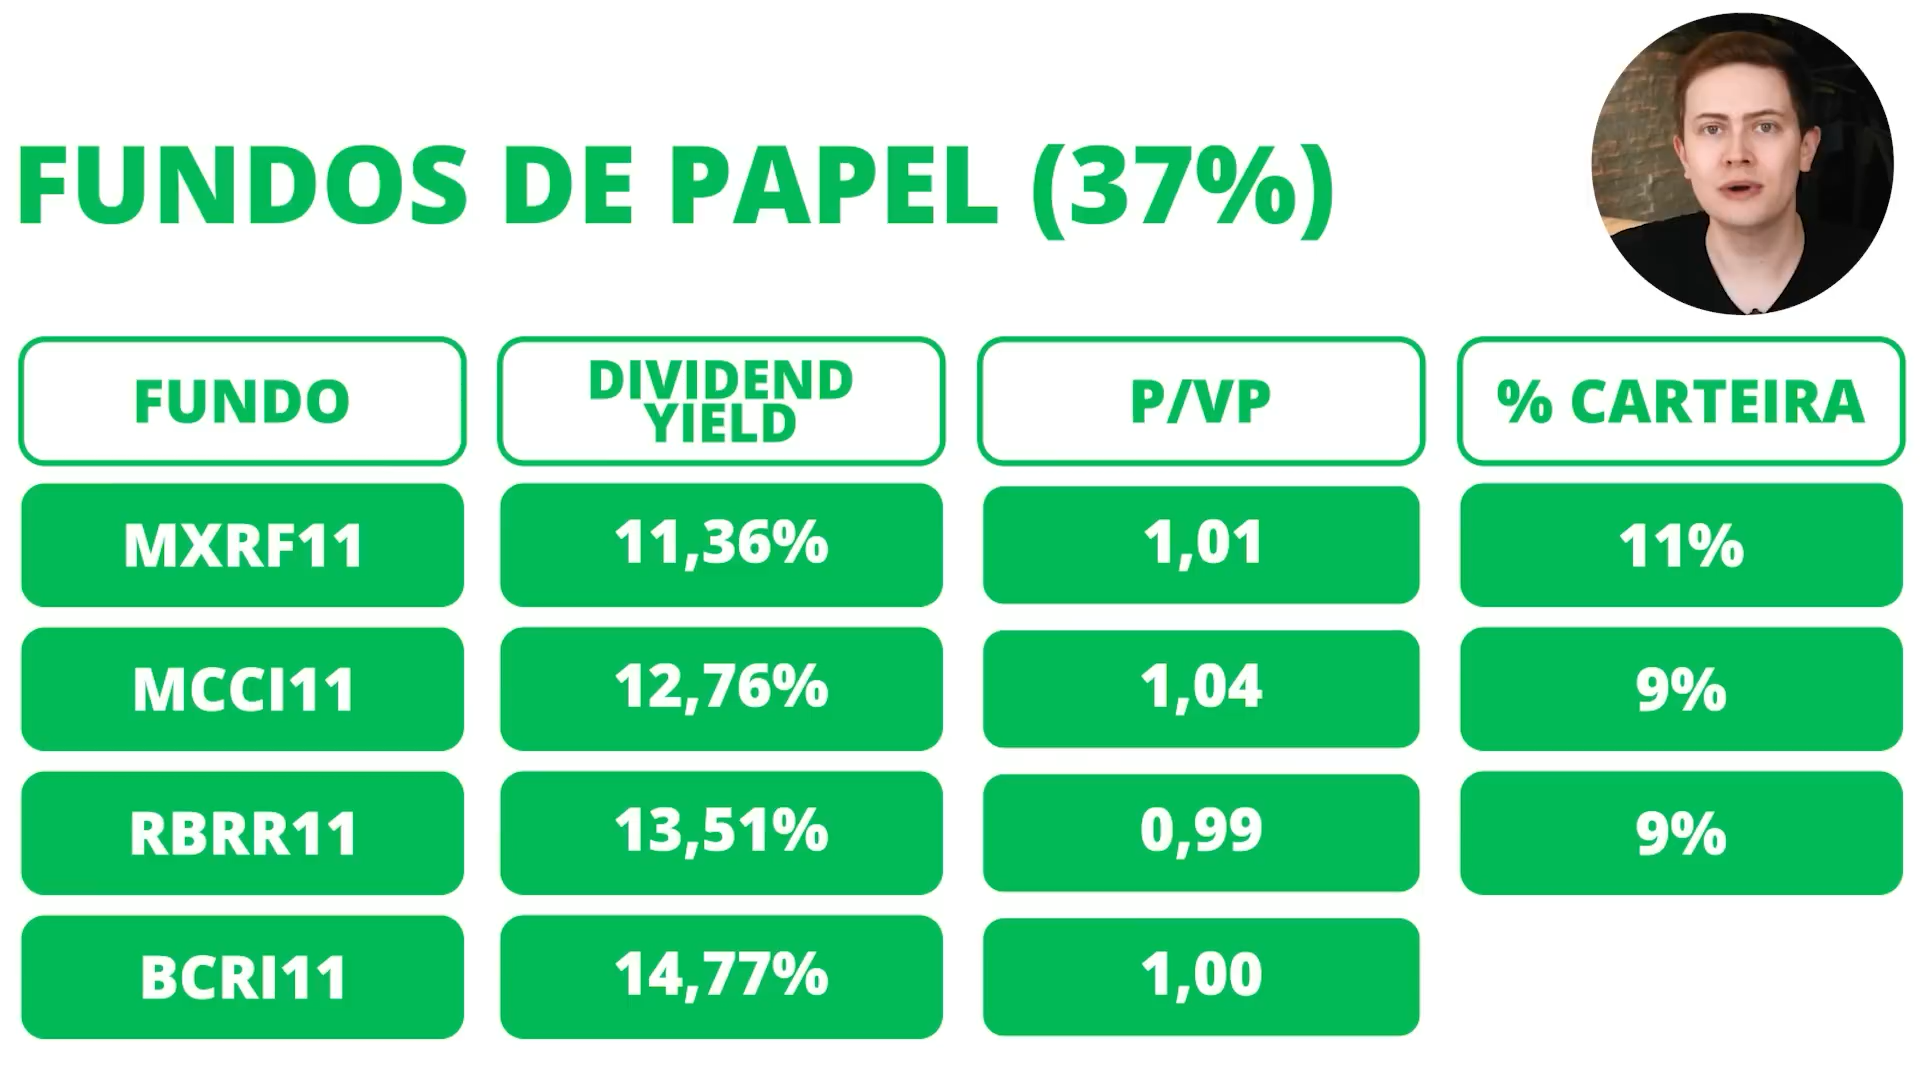 FUNDOS DE PAPEL (37%)
FUNDO
DIVIDEND
YIELD
P/VP
% CARTEIRA
MXRF11
11,36%
1,01
11%
MCCI11
12,76%
1,04
9%
RBRR11
13,51%
0,99
9%
BCRI11
14,77%
1,00